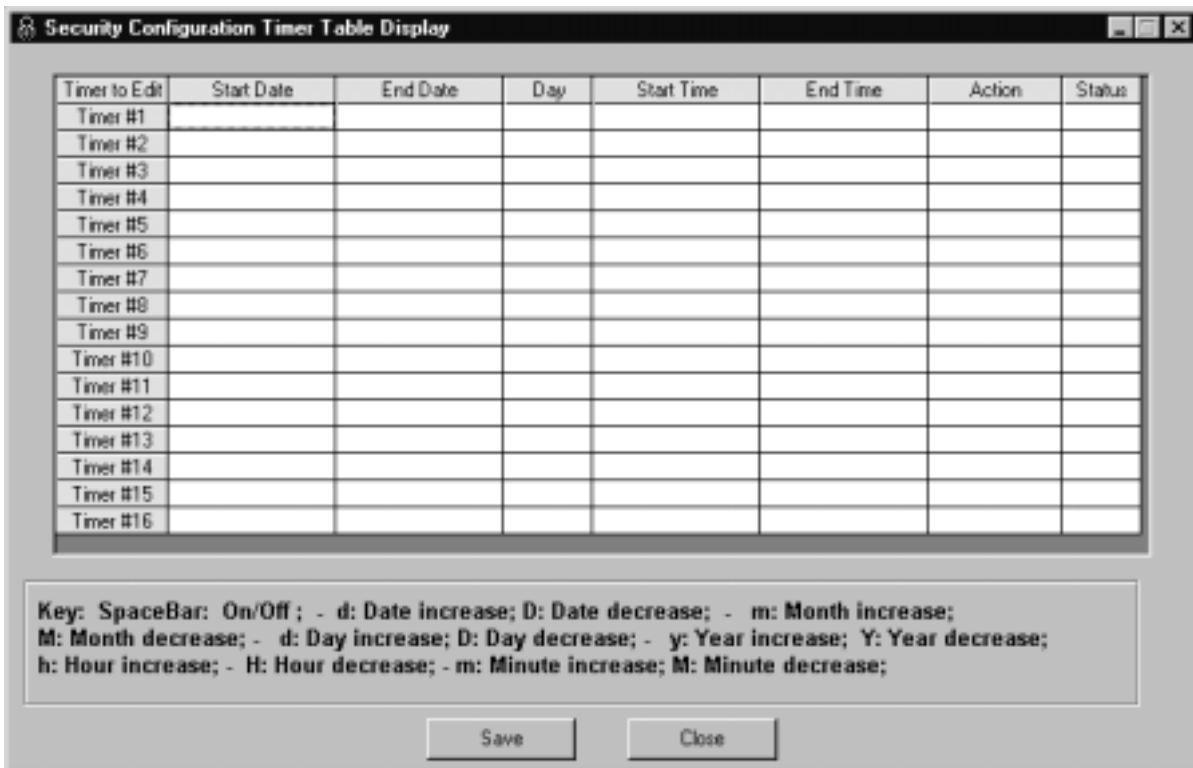 Security Configuration Timer Table Display
Timer to Edit Start Date End Date Day Start Time End Time Action Status
Timer #1
Timer #2
Timer #3
Timer #4
Timer #5
Timer #6
Timer #7
Timer #8
Timer #9
Timer #10
Timer #11
Timer #12
Timer #13
Timer #14
Timer #15
Timer #16
Key: SpaceBar: On/Off ; - d: Date increase; D: Date decrease; - m: Month increase;
M: Month decrease; - d: Day increase; D: Day decrease; - y: Year increase; Y: Year decrease;
h: Hour increase; - H: Hour decrease; - m: Minute increase; M: Minute decrease;
Save Close